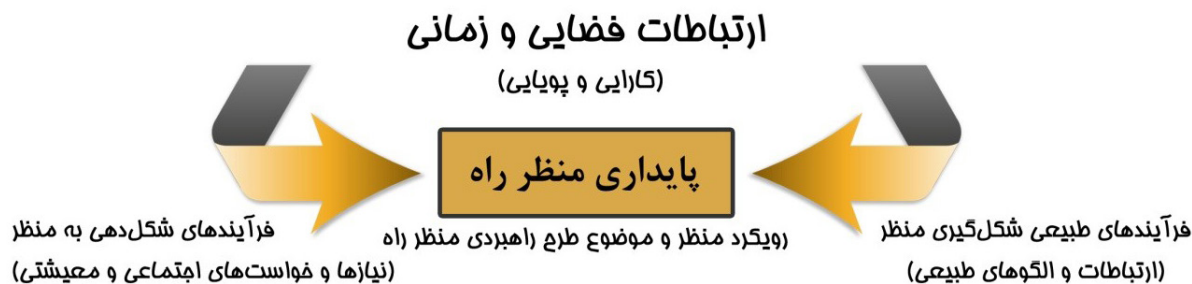 ارتباطات فضایی و زمانی
(کارایی و پویایی)
پایداری منظر راه
رویکرد منظر و موضوع طرح راهبردی منظر راه
فرآیندهای طبیعی شکل‌گیری منظر
(ارتباطات و الگوهای طبیعی)
فرآیندهای شکل‌دهی به منظر
(نیازها و خواست‌های اجتماعی و معیشتی)